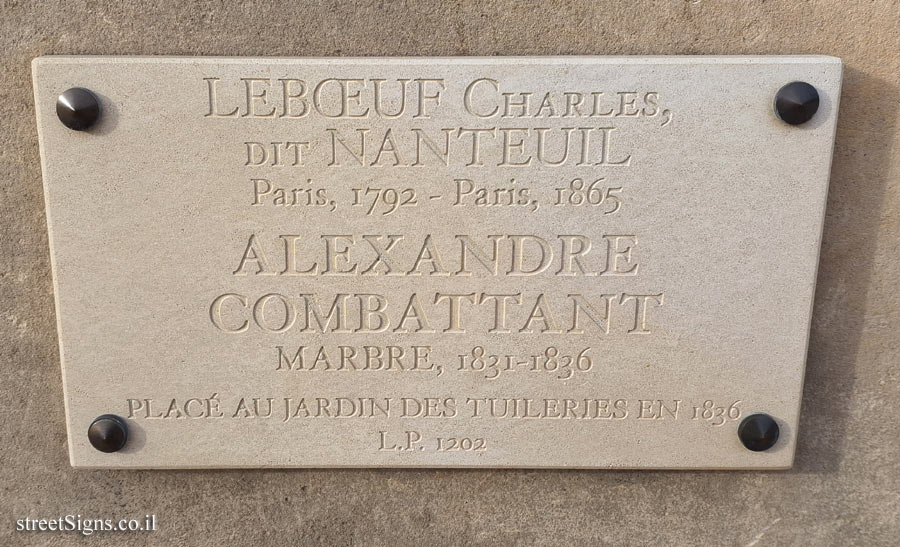 LEBŒUF CHARLES,
DIT NANTEUIL
Paris, 1792 - Paris, 1865
ALEXANDRE
COMBATTANT
MARBRE, 1831-1836
PLACÉ AU JARDIN DES TUILERIES EN 1836
L.P. 1202
streetSigns.co.il